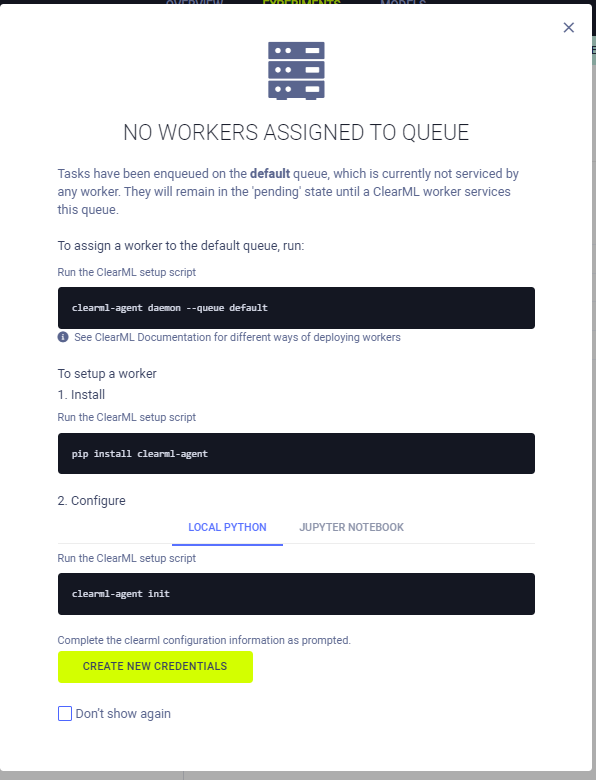 OVERVIEW EXPERIMENTS MODELS
NO WORKERS ASSIGNED TO QUEUE
Tasks have been enqueued on the default queue, which is currently not serviced by
any worker. They will remain in the 'pending' state until a ClearML worker services
this queue.
To assign a worker to the default queue, run:
Run the ClearML setup script
clearml-agent daemon --queue default
See ClearML Documentation for different ways of deploying workers
To setup a worker
1. Install
Run the ClearML setup script
pip install clearml-agent
2. Configure
LOCAL PYTHON JUPYTER NOTEBOOK
Run the ClearML setup script
clearml-agent init
Complete the clearml configuration information as prompted.
CREATE NEW CREDENTIALS
Don't show again